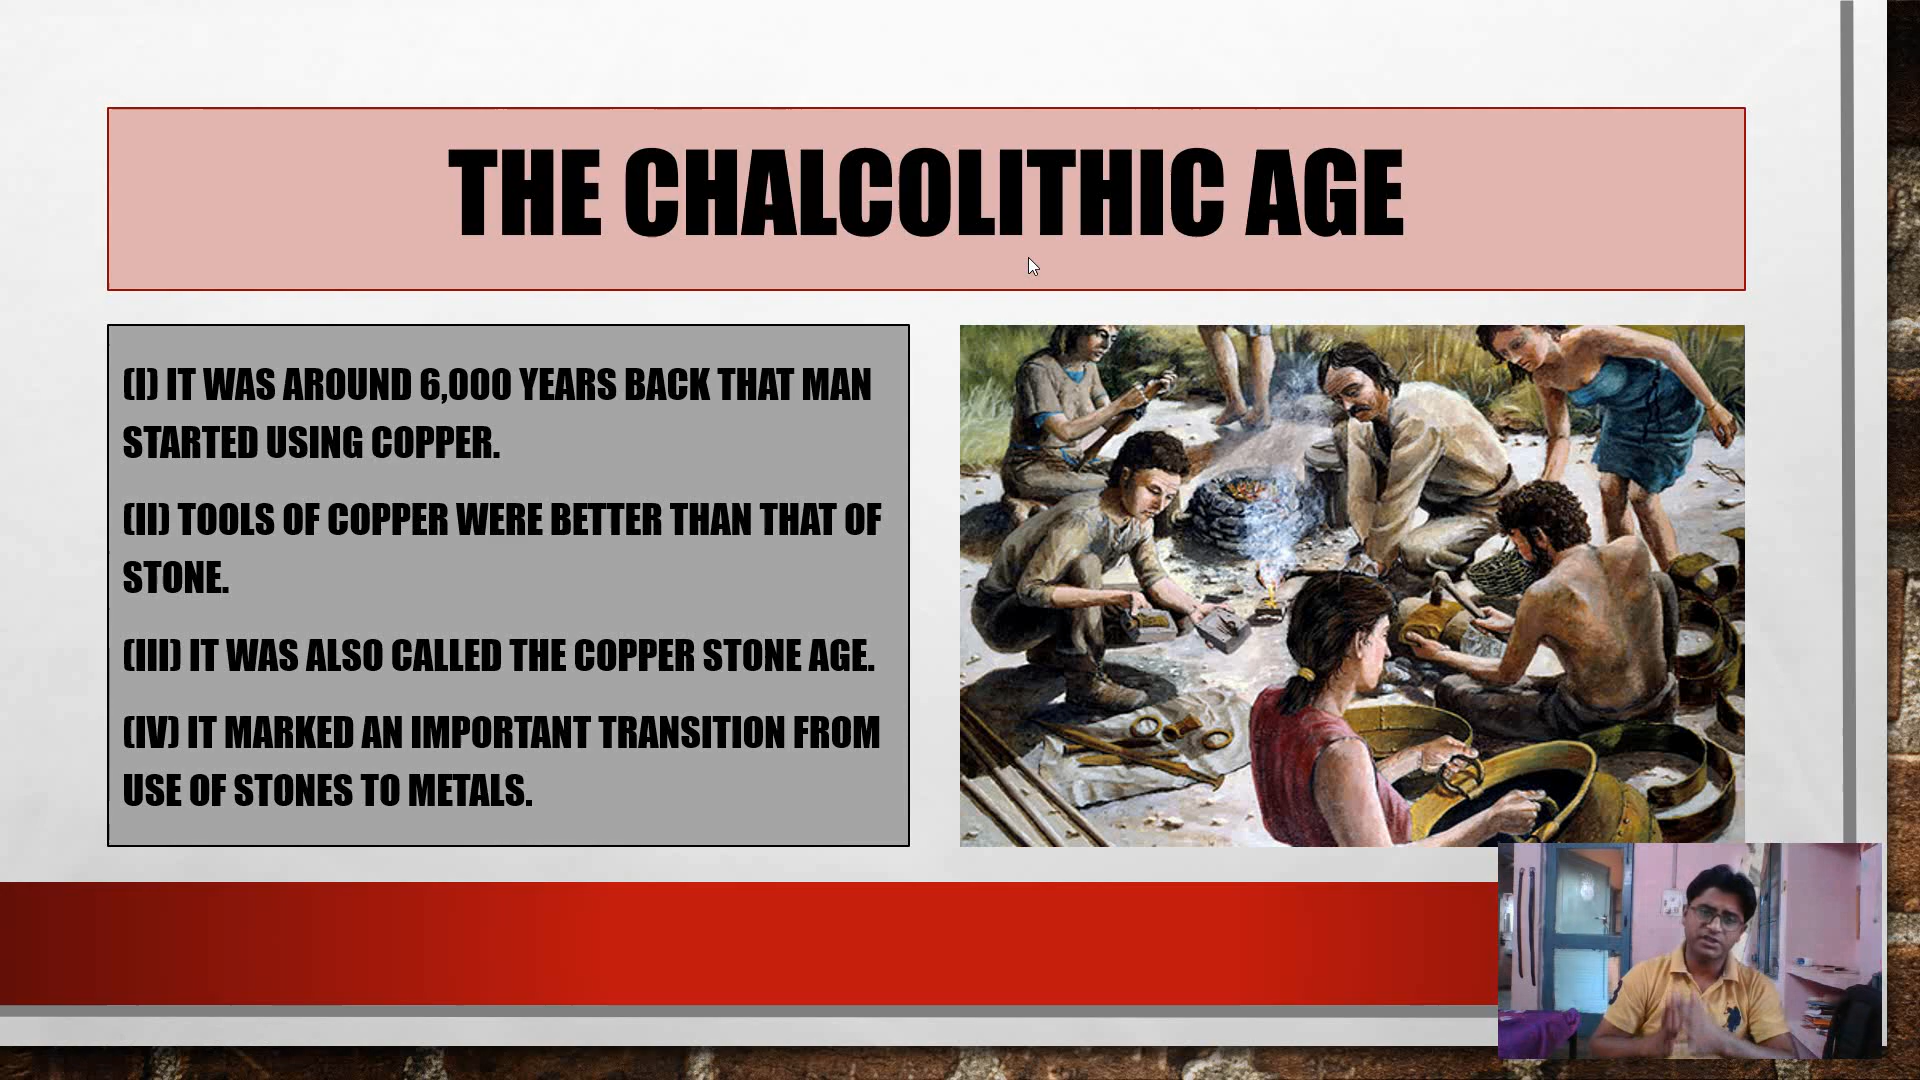 THE CHALCOLITHIC AGE
(I) IT WAS AROUND 6,000 YEARS BACK THAT MAN
STARTED USING COPPER.
(II) TOOLS OF COPPER WERE BETTER THAN THAT OF
STONE.
(III) IT WAS ALSO CALLED THE COPPER STONE AGE.
(IV) IT MARKED AN IMPORTANT TRANSITION FROM
USE OF STONES TO METALS.